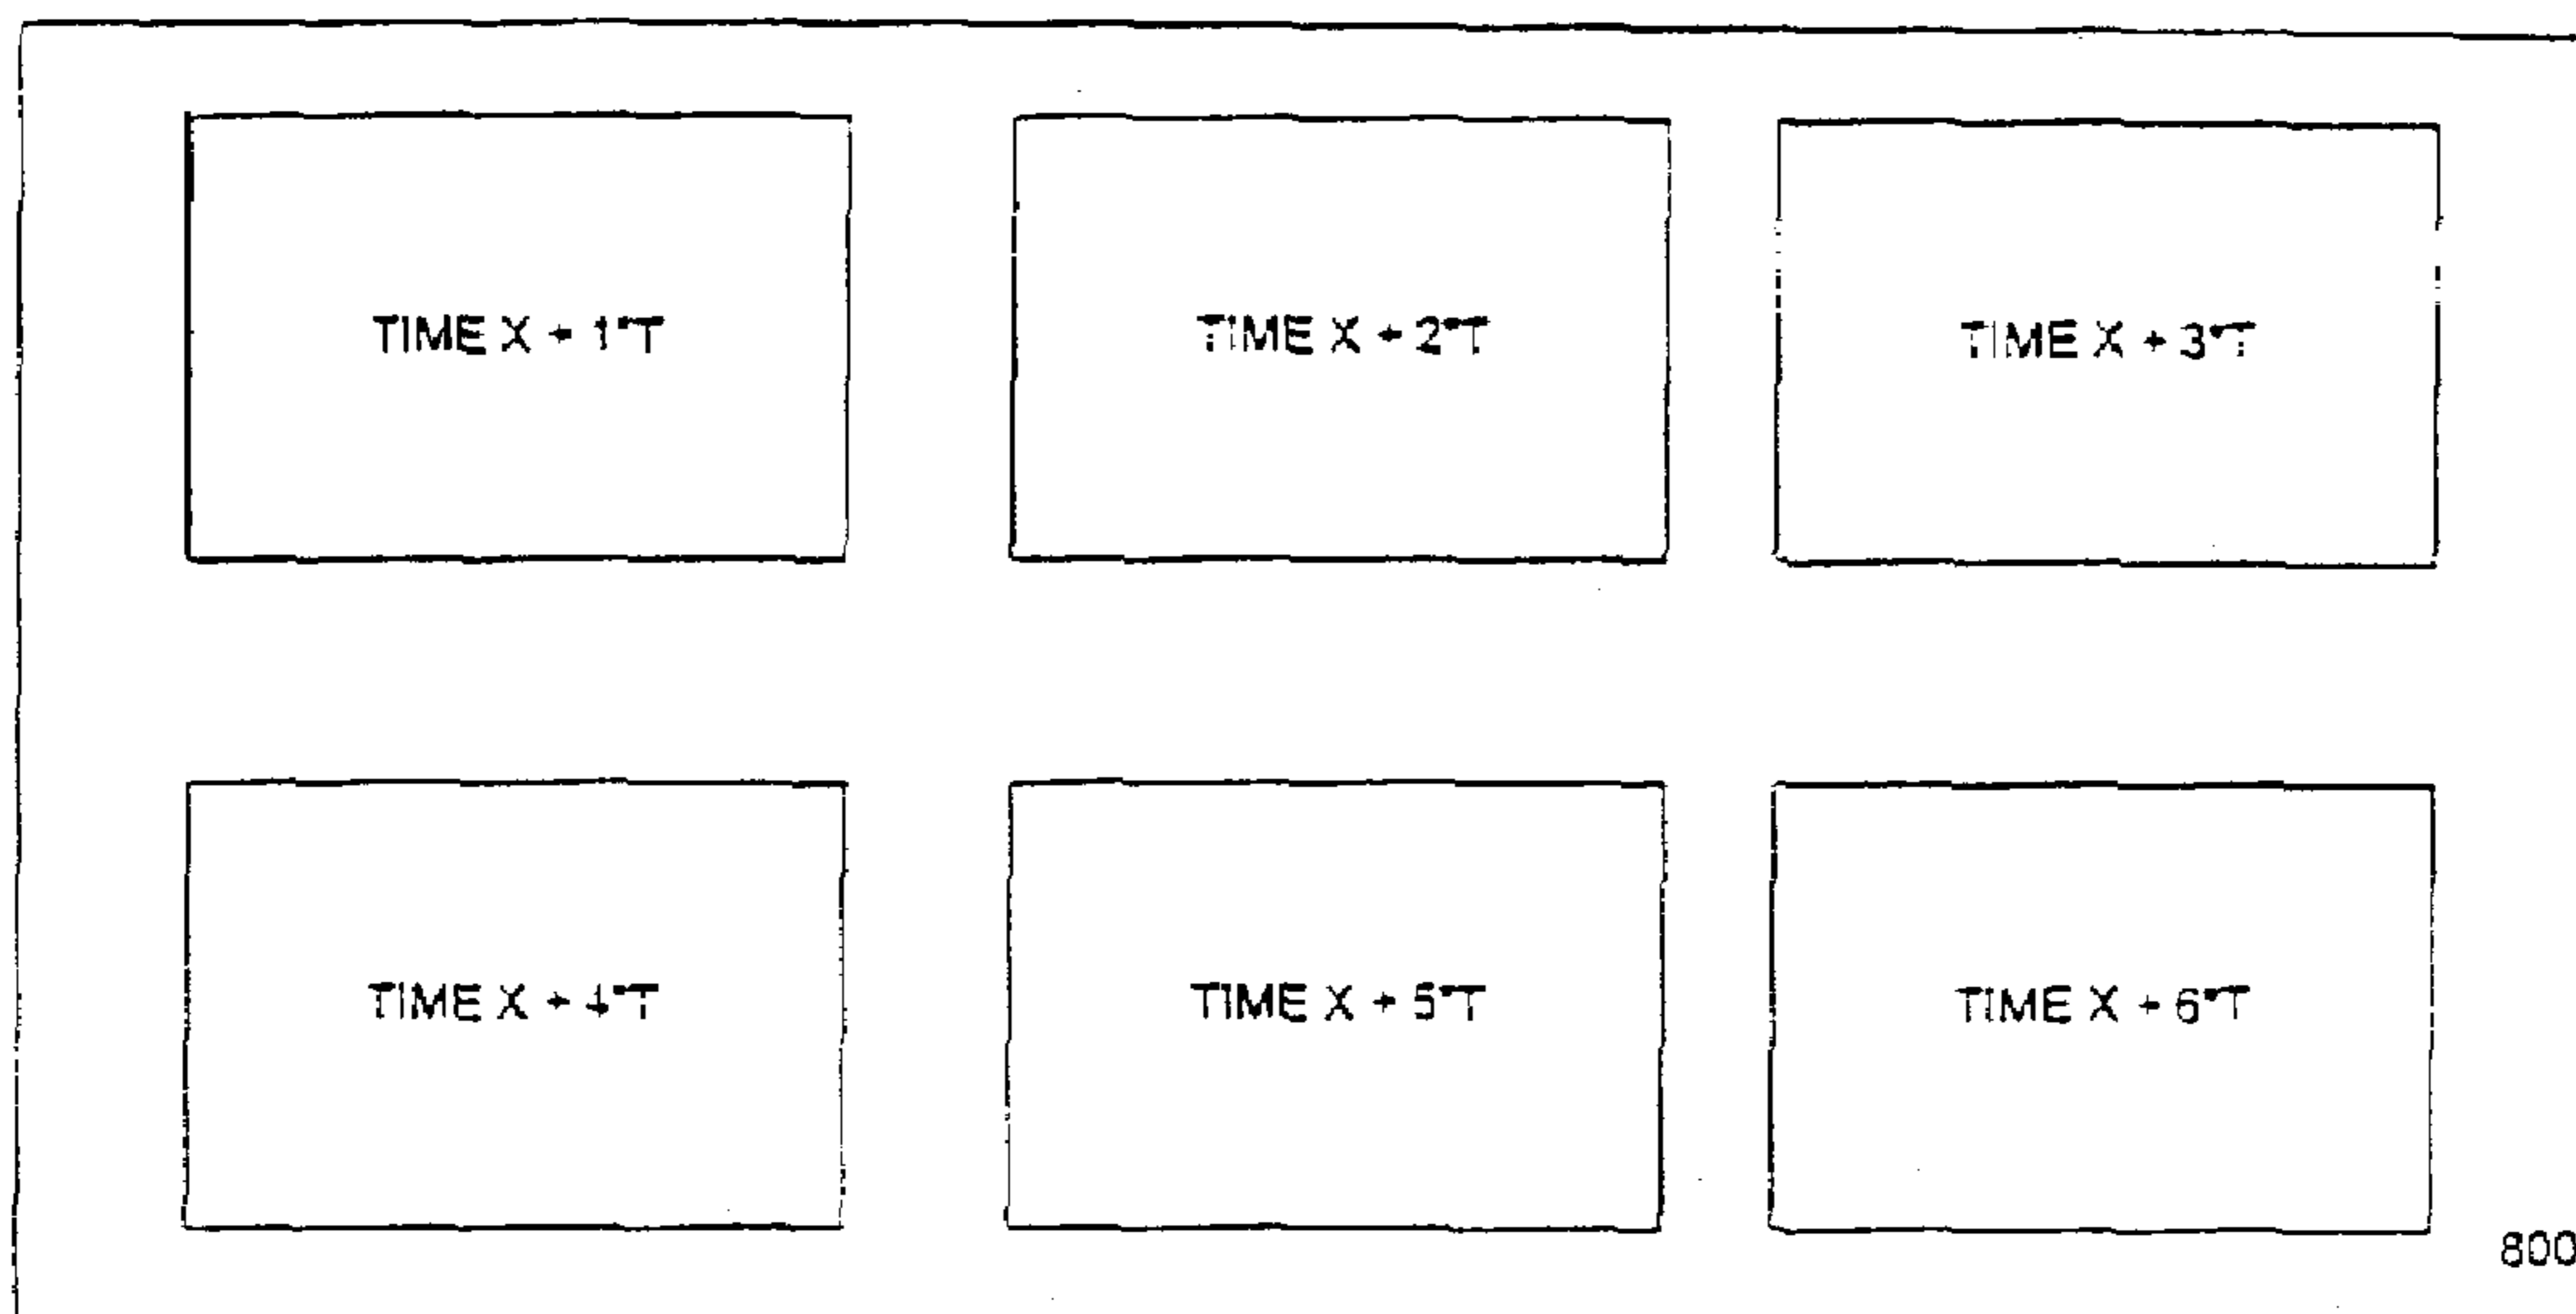 TIME X + 1*T
TIME X + 2*T
TIME X + 3*T
TIME X + 4*T
TIME X + 5*T
TIME X + 6*T
800